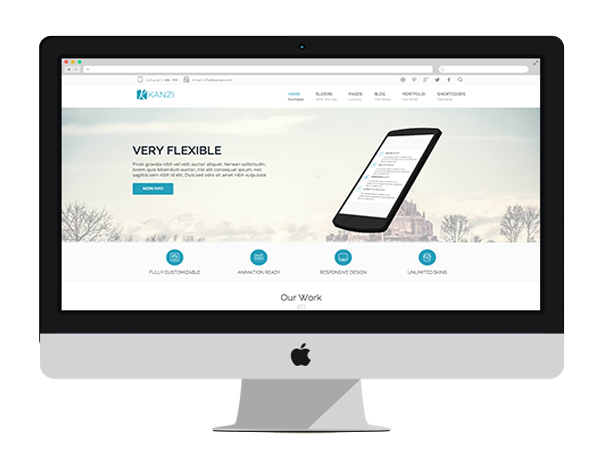 KANZI
HOME
SLIDERS
PAGES
BLOG
PORTFOLIO
SHORTCODES
VERY FLEXIBLE
Proin gravida nibh vel velit auctor aliquet. Aenean sollicitudin,
lorem quis bibendum auctor, nisi elit consequat ipsum, nec
sagittis sem nibh id elit. Duis sed odio sit amet nibh vulputate
MORE INFO
FULLY CUSTOMIZABLE
ANIMATION READY
RESPONSIVE DESIGN
UNLIMITED SKINS
Our Work